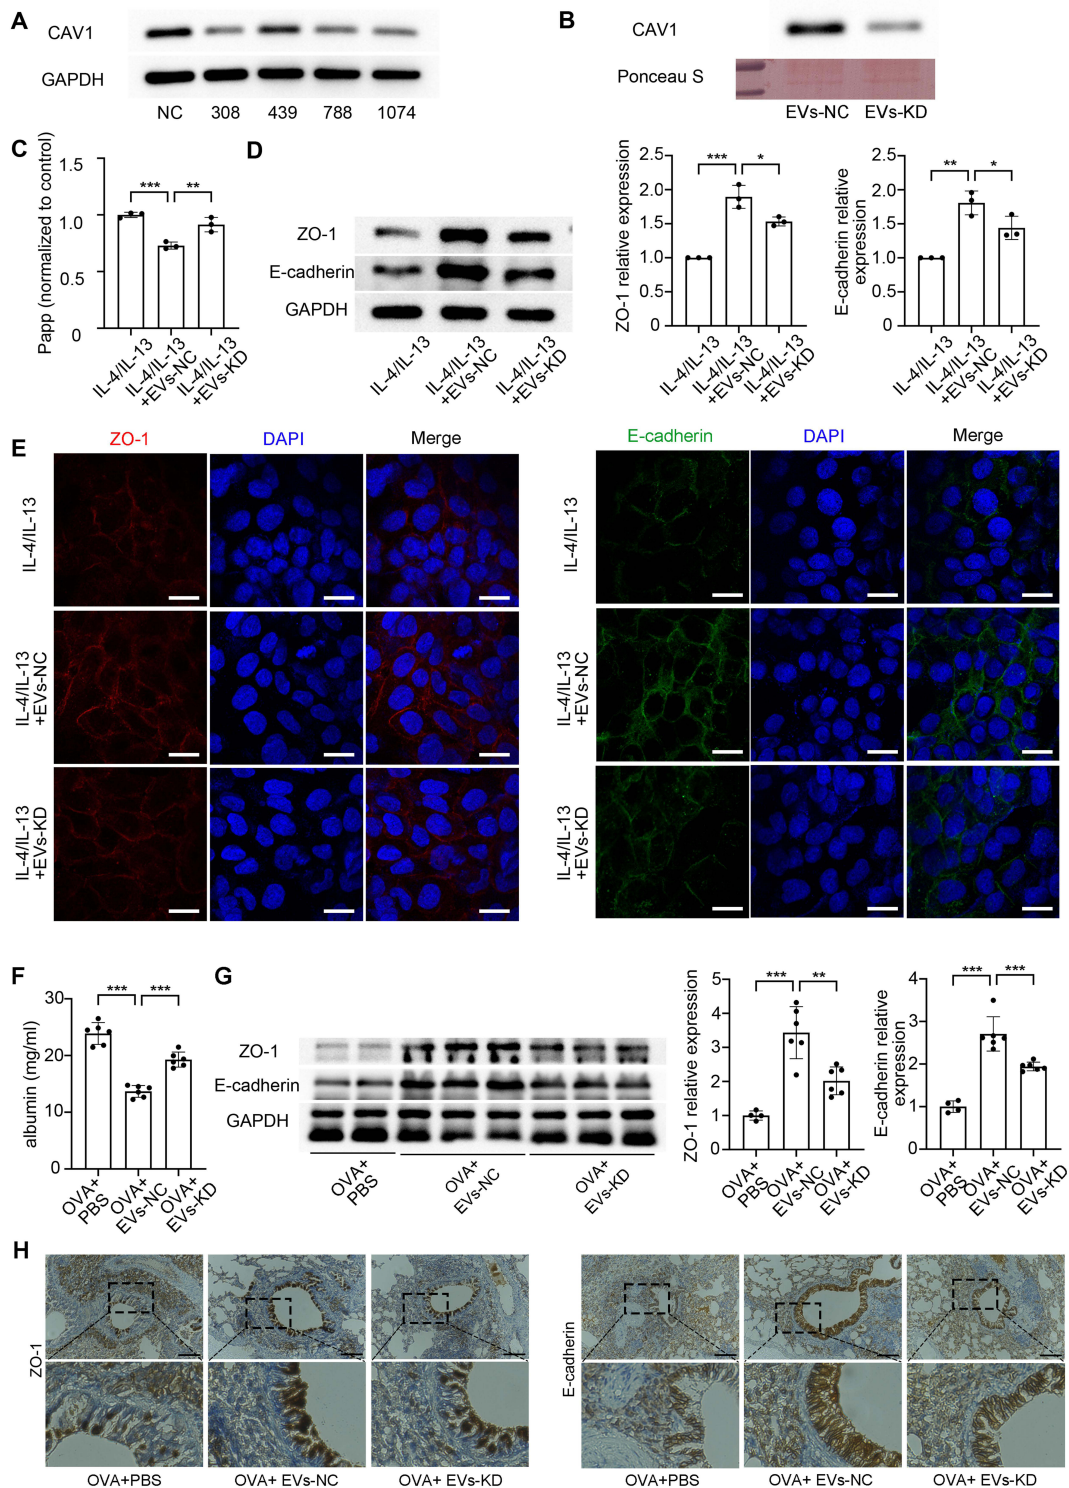 A
CAV1
GAPDH
NC 308 439 788 1074
B
CAV1
Ponceau S
EVs-NC EVs-KD
C
Papp (normalized to control)
1.5
1.0
0.5
0
*** **
IL-4/IL-13
IL-4/IL-13
+EVs-NC
IL-4/IL-13
+EVs-KD
D
ZO-1
E-cadherin
GAPDH
IL-4/IL-13
IL-4/IL-13
+EVs-NC
IL-4/IL-13
+EVs-KD
ZO-1 relative expression
2.5
2.0
1.5
1.0
0.5
0
*** *
IL-4/IL-13
IL-4/IL-13
+EVs-NC
IL-4/IL-13
+EVs-KD
E-cadherin relative
expression
2.5
2.0
1.5
1.0
0.5
0
** *
IL-4/IL-13
IL-4/IL-13
+EVs-NC
IL-4/IL-13
+EVs-KD
E
ZO-1 DAPI Merge
IL-4/IL-13
IL-4/IL-13
+EVs-NC
IL-4/IL-13
+EVs-KD
E-cadherin DAPI Merge
IL-4/IL-13
IL-4/IL-13
+EVs-NC
IL-4/IL-13
+EVs-KD
F
albumin (mg/ml)
30
20
10
0
*** ***
OVA+
PBS
OVA+
EVs-NC
OVA+
EVs-KD
G
ZO-1
E-cadherin
GAPDH
OVA+
PBS
OVA+
EVs-NC
OVA+
EVs-KD
ZO-1 relative expression
5
4
3
2
1
0
*** **
OVA+
PBS
OVA+
EVs-NC
OVA+
EVs-KD
E-cadherin relative
expression
4
3
2
1
0
*** ***
OVA+
PBS
OVA+
EVs-NC
OVA+
EVs-KD
H
ZO-1
OVA+PBS OVA+ EVs-NC OVA+ EVs-KD
E-cadherin
OVA+PBS OVA+ EVs-NC OVA+ EVs-KD